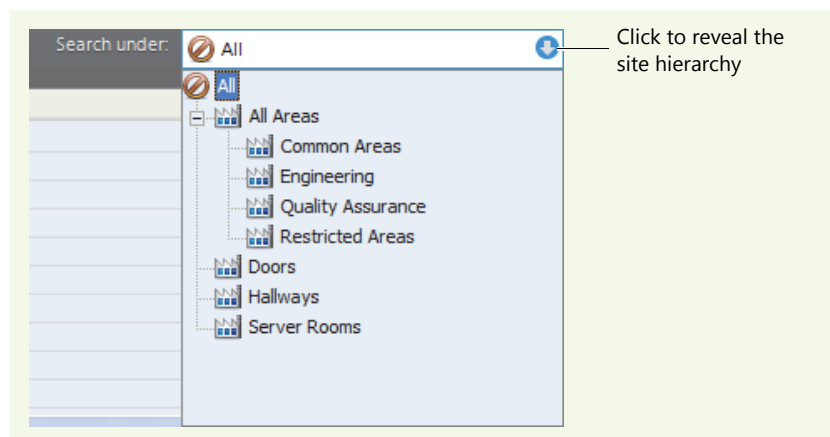 Search under: All
Click to reveal the
site hierarchy
All
All Areas
Common Areas
Engineering
Quality Assurance
Restricted Areas
Doors
Hallways
Server Rooms